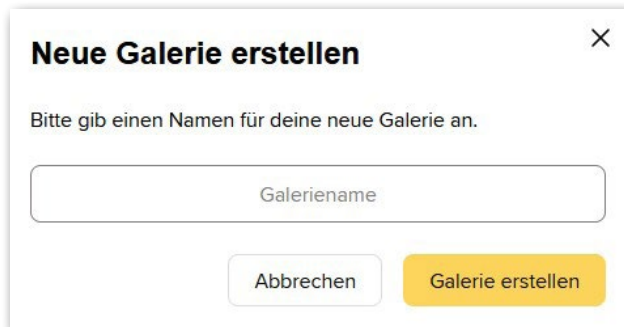 Neue Galerie erstellen
Bitte gib einen Namen für deine neue Galerie an.
Galeriename
Abbrechen
Galerie erstellen